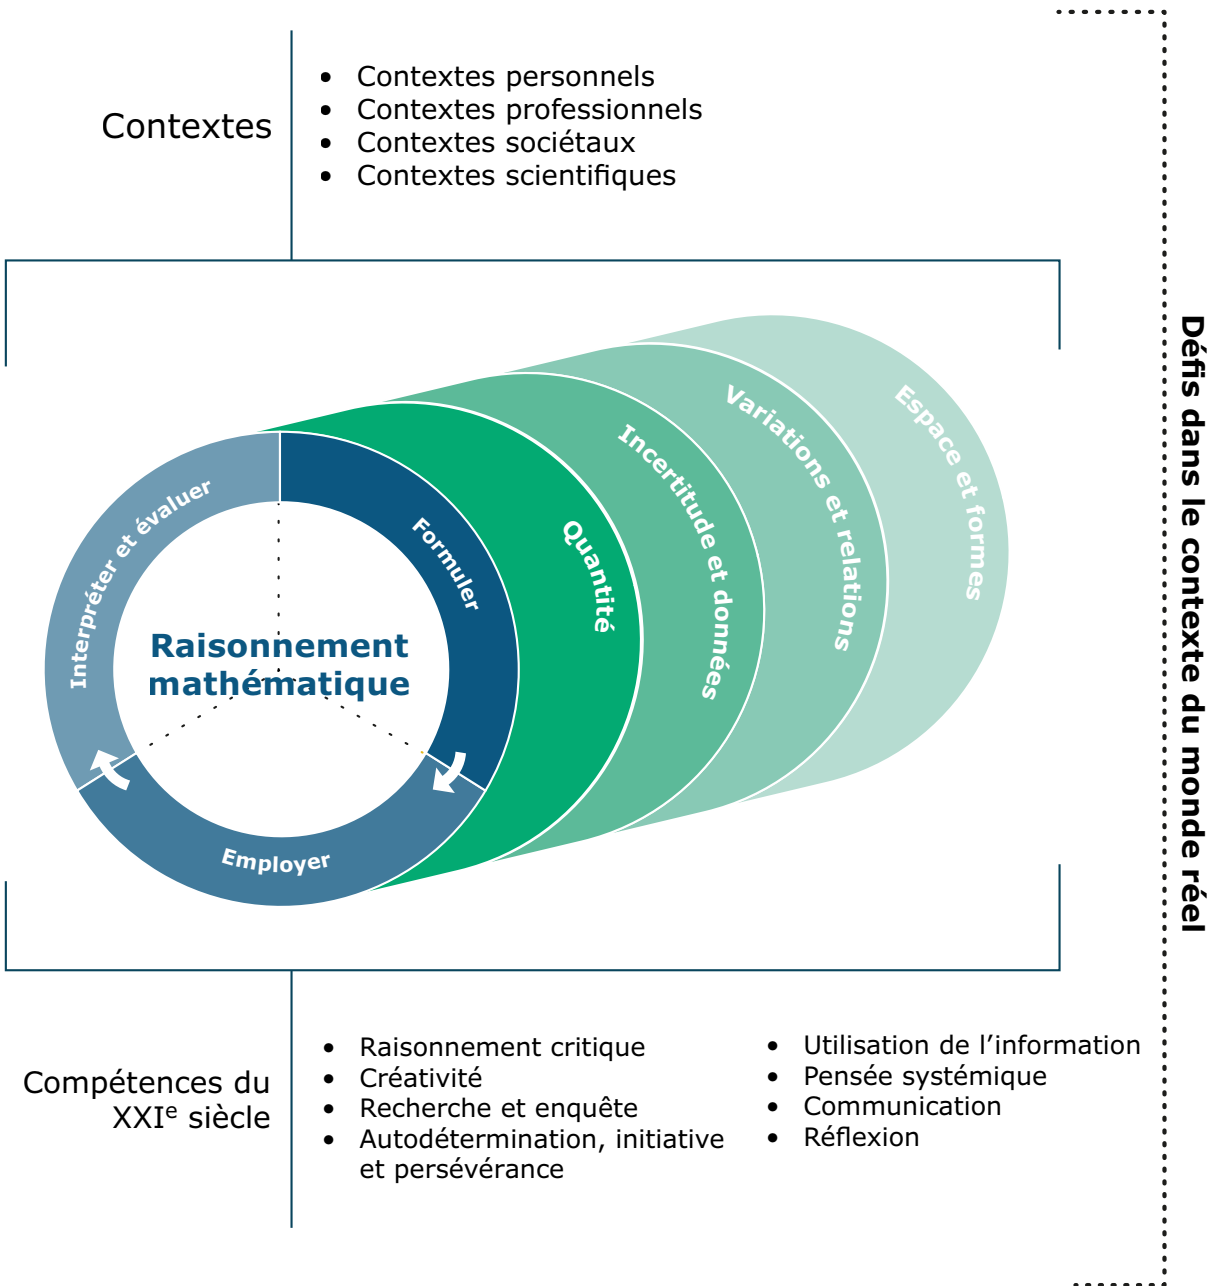 Contextes
• Contextes personnels
• Contextes professionnels
• Contextes sociétaux
• Contextes scientifiques
Défis dans le contexte du monde réel
Interpréter et évaluer
Formuler
Employer
Raisonnement
mathématique
Quantité
Incertitude et données
Variations et relations
Espace et formes
Compétences du
XXIe siècle
• Raisonnement critique
• Créativité
• Recherche et enquête
• Autodétermination, initiative
et persévérance
• Utilisation de l’information
• Pensée systémique
• Communication
• Réflexion